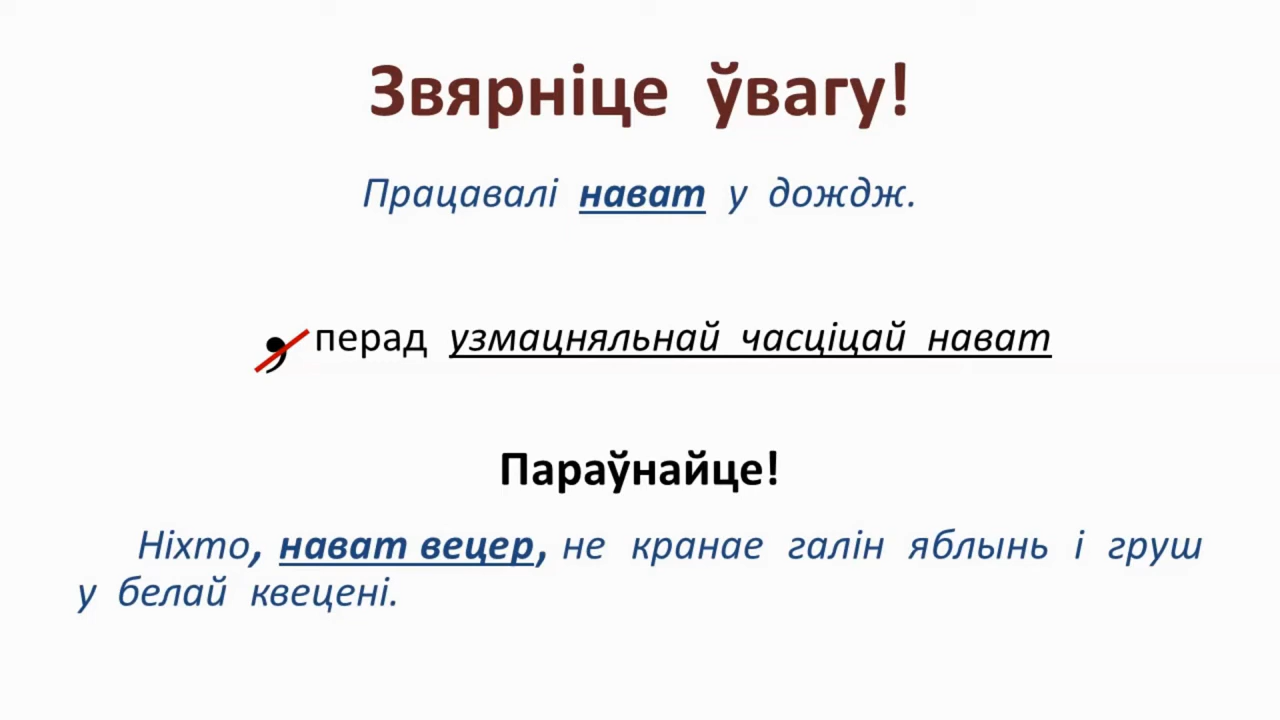 Звярніце ўвагу!
Працавалі нават у дождж.
, перад узмацняльнай часціцай нават
Параўнайце!
Ніхто, нават вецер, не кранае галін яблынь і груш
у белай квецені.